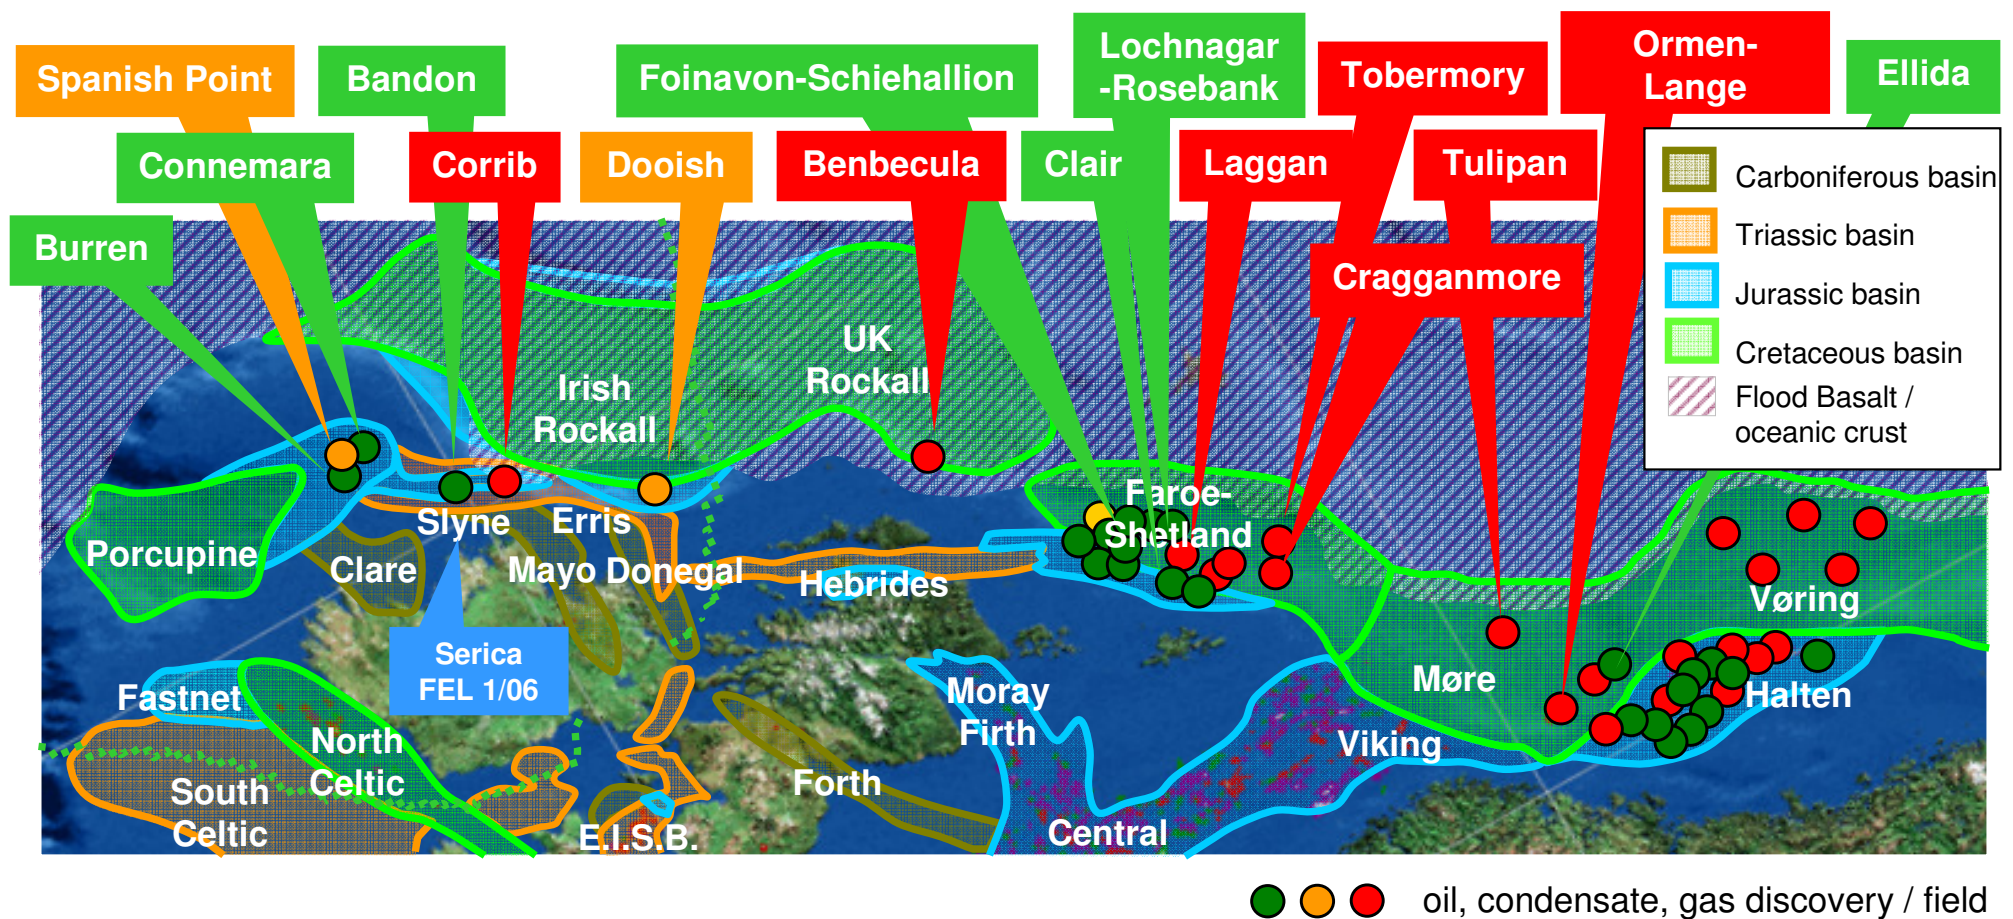 Spanish Point
Bandon
Foinavon-Schiehallion
Lochnagar
-Rosebank
Tobermory
Ormen-
Lange
Ellida
Connemara
Corrib
Dooish
Benbecula
Clair
Laggan
Tulipan
Burren
Cragganmore
Carboniferous basin
Triassic basin
Jurassic basin
Cretaceous basin
Flood Basalt /
oceanic crust
UK
Rockall
Irish
Rockall
Faroe-
Shetland
Slyne
Erris
Porcupine
Clare
Mayo
Donegal
Hebrides
Vøring
Serica
FEL 1/06
Fastnet
Moray
Firth
Møre
Halten
North
Celtic
Viking
South
Celtic
Forth
E.I.S.B.
Central
oil, condensate, gas discovery / field